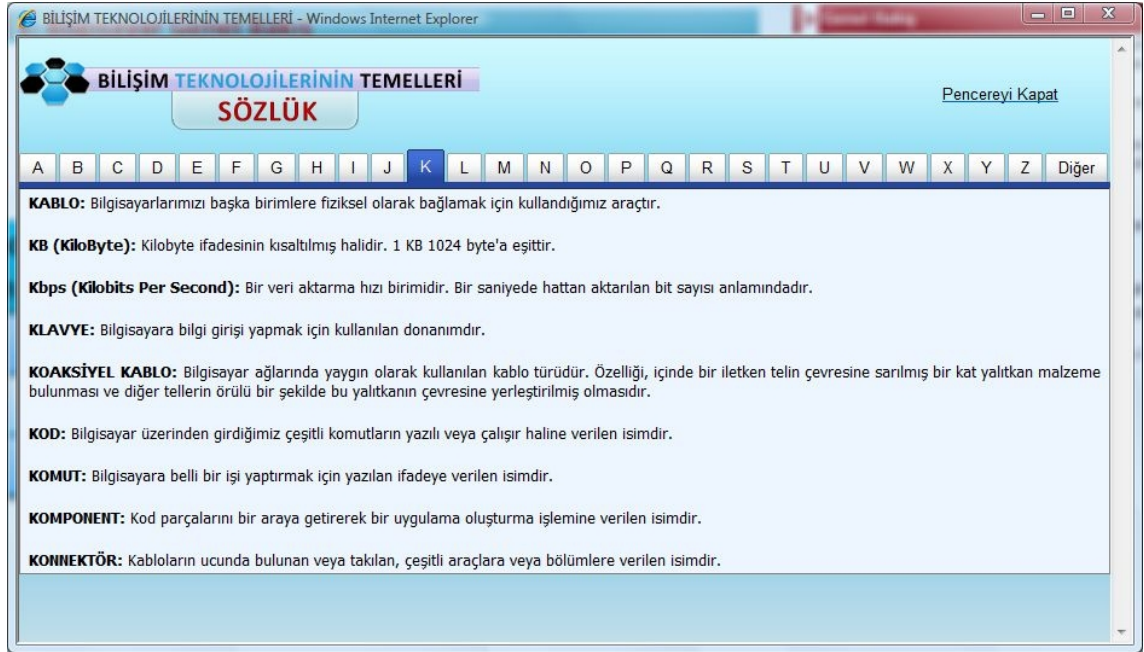 BİLİŞİM TEKNOLOJİLERİNİN TEMELLERİ - Windows Internet Explorer
BİLİŞİM TEKNOLOJİLERİNİN TEMELLERİ
SÖZLÜK
Pencereyi Kapat
A B C D E F G H I J K L M N O P Q R S T U V W X Y Z Diğer
KABLO: Bilgisayarlarımızı başka birimlere fiziksel olarak bağlamak için kullandığımız araçtır.
KB (KiloByte): Kilobyte ifadesinin kısaltılmış halidir. 1 KB 1024 byte'a eşittir.
Kbps (Kilobits Per Second): Bir veri aktarma hızı birimidir. Bir saniyede hattan aktarılan bit sayısı anlamındadır.
KLAVYE: Bilgisayara bilgi girişi yapmak için kullanılan donanımdır.
KOAKSİYEL KABLO: Bilgisayar ağlarında yaygın olarak kullanılan kablo türüdür. Özelliği, içinde bir iletken telin çevresine sarılmış bir kat yalıtkan malzeme
bulunması ve diğer tellerin örülü bir şekilde bu yalıtkanın çevresine yerleştirilmiş olmasıdır.
KOD: Bilgisayar üzerinden girdiğimiz çeşitli komutların yazılı veya çalışır haline verilen isimdir.
KOMUT: Bilgisayara belli bir işi yaptırmak için yazılan ifadeye verilen isimdir.
KOMPONENT: Kod parçalarını bir araya getirerek bir uygulama oluşturma işlemine verilen isimdir.
KONNEKTÖR: Kabloların ucunda bulunan veya takılan, çeşitli araçlara veya bölümlere verilen isimdir.